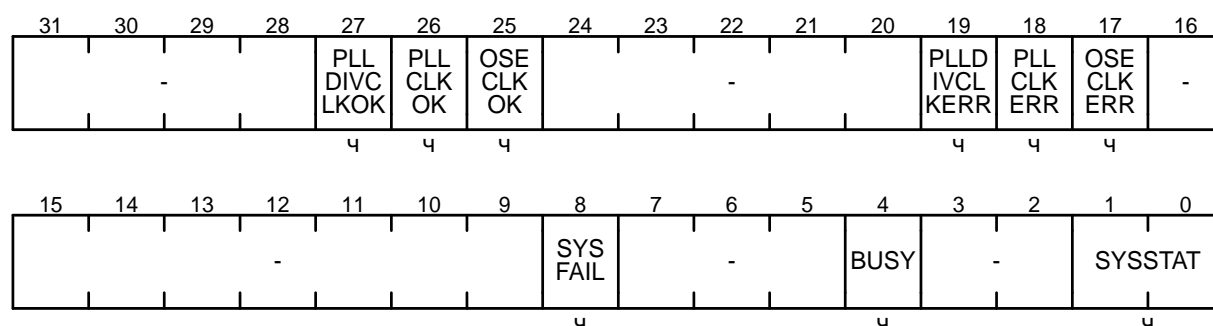 31 30 29 28 27 26 25 24 23 22 21 20 19 18 17 16
- PLL DIVC LKOK PLL CLK OK OSE CLK OK - PLLD IVCL KERR PLL CLK ERR OSE CLK ERR -
ч ч ч ч ч ч
15 14 13 12 11 10 9 8 7 6 5 4 3 2 1 0
- SYS FAIL - BUSY - SYSSTAT
ч ч ч